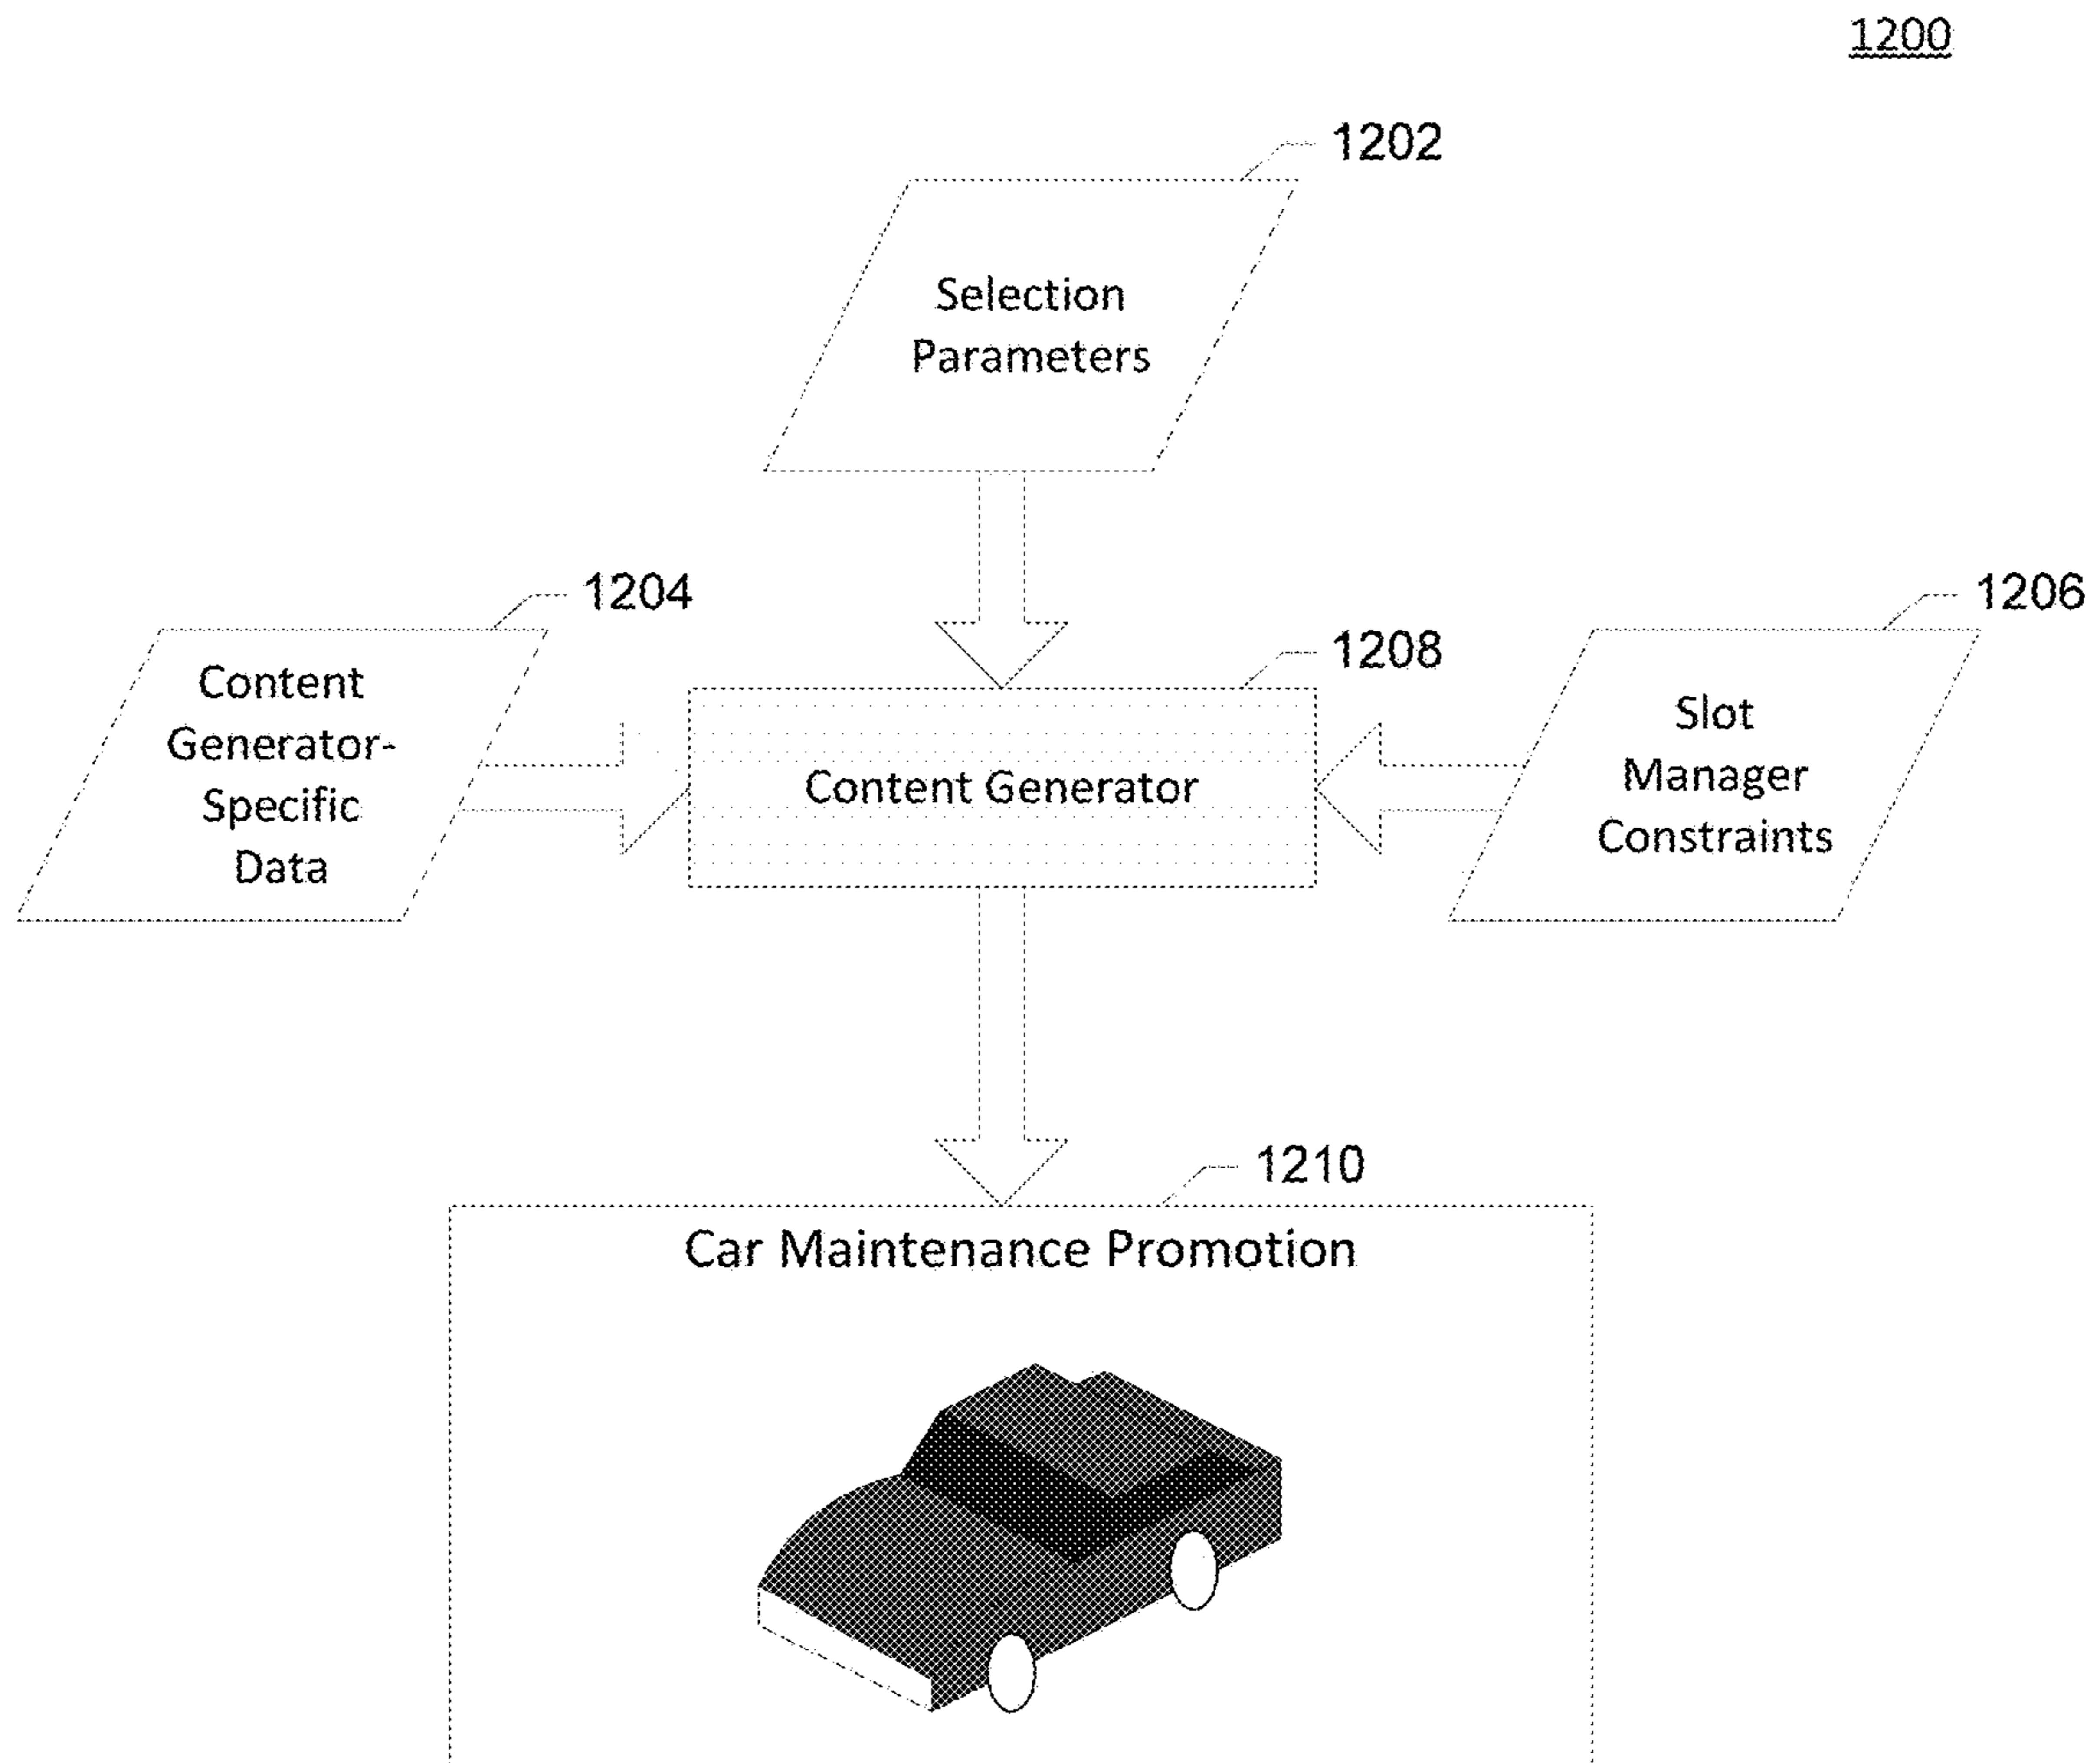 1200
1202
Selection
Parameters
1204
Content
Generator-
Specific
Data
1208
Content Generator
1206
Slot
Manager
Constraints
1210
Car Maintenance Promotion